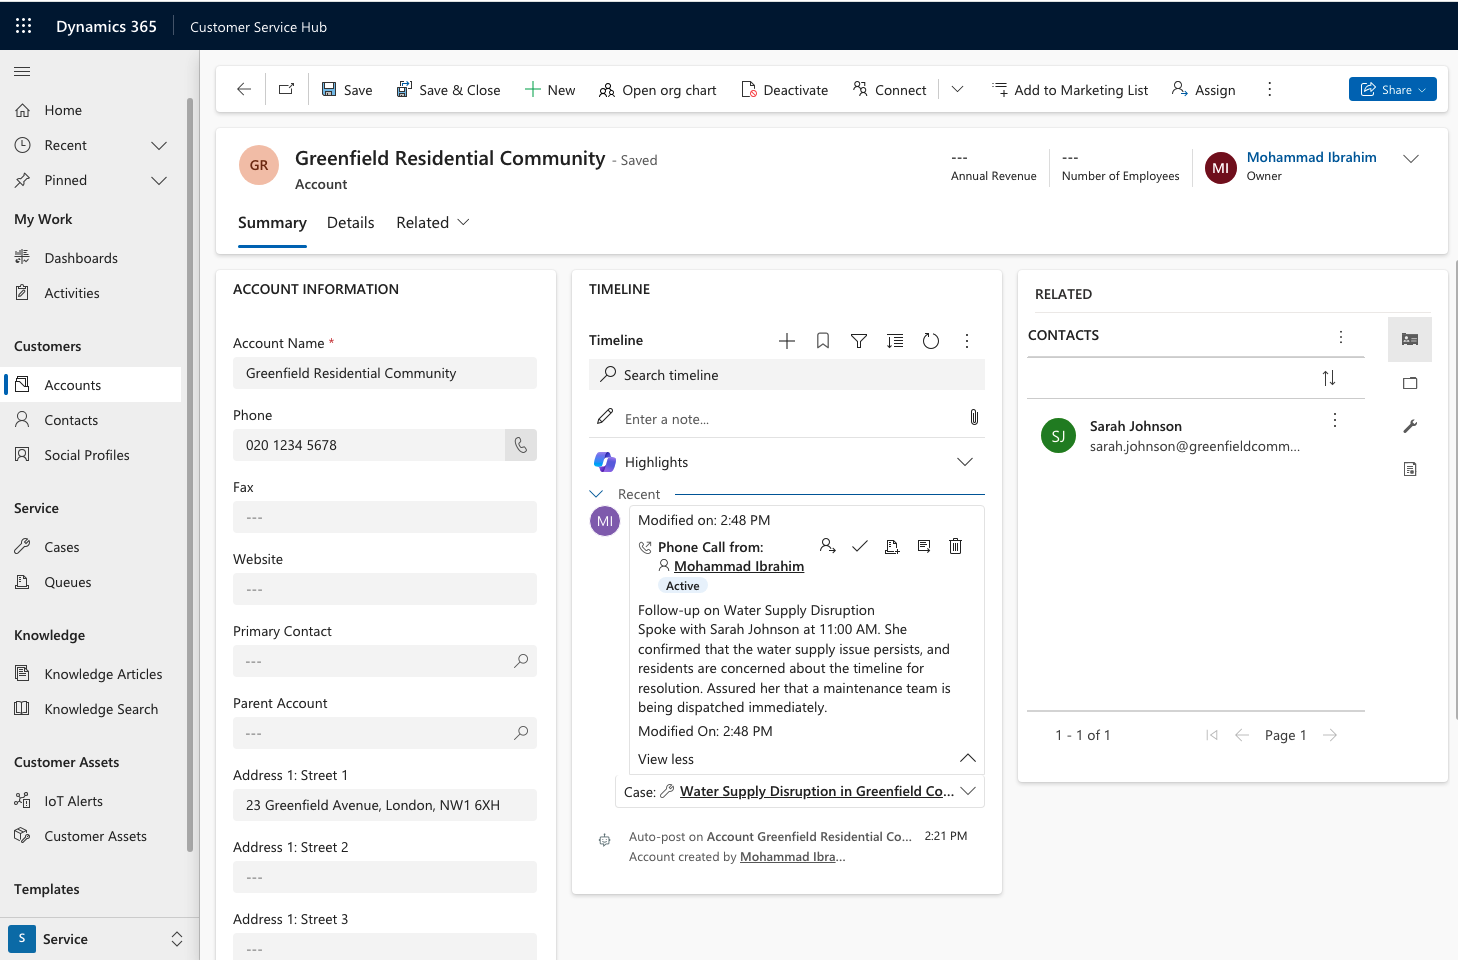 Dynamics 365
Customer Service Hub
Home
Recent
Pinned
My Work
Dashboards
Activities
Customers
Accounts
Contacts
Social Profiles
Service
Cases
Queues
Knowledge
Knowledge Articles
Knowledge Search
Customer Assets
IoT Alerts
Customer Assets
Templates
S
Service
Save
Save & Close
New
Open org chart
Deactivate
Connect
Add to Marketing List
Assign
Share
GR
Greenfield Residential Community - Saved
Account
---
Annual Revenue
---
Number of Employees
MI
Mohammad Ibrahim
Owner
Summary
Details
Related
ACCOUNT INFORMATION
Account Name *
Greenfield Residential Community
Phone
020 1234 5678
Fax
---
Website
---
Primary Contact
---
Parent Account
---
Address 1: Street 1
23 Greenfield Avenue, London, NW1 6XH
Address 1: Street 2
---
Address 1: Street 3
---
TIMELINE
Timeline
Search timeline
Enter a note...
Highlights
Recent
MI
Modified on: 2:48 PM
Phone Call from:
Mohammad Ibrahim
Active
Follow-up on Water Supply Disruption
Spoke with Sarah Johnson at 11:00 AM. She
confirmed that the water supply issue persists, and
residents are concerned about the timeline for
resolution. Assured her that a maintenance team is
being dispatched immediately.
Modified On: 2:48 PM
View less
Case: Water Supply Disruption in Greenfield Co...
Auto-post on Account Greenfield Residential Co... 2:21 PM
Account created by Mohammad Ibra...
RELATED
CONTACTS
SJ
Sarah Johnson
sarah.johnson@greenfieldcomm...
1 - 1 of 1
Page 1